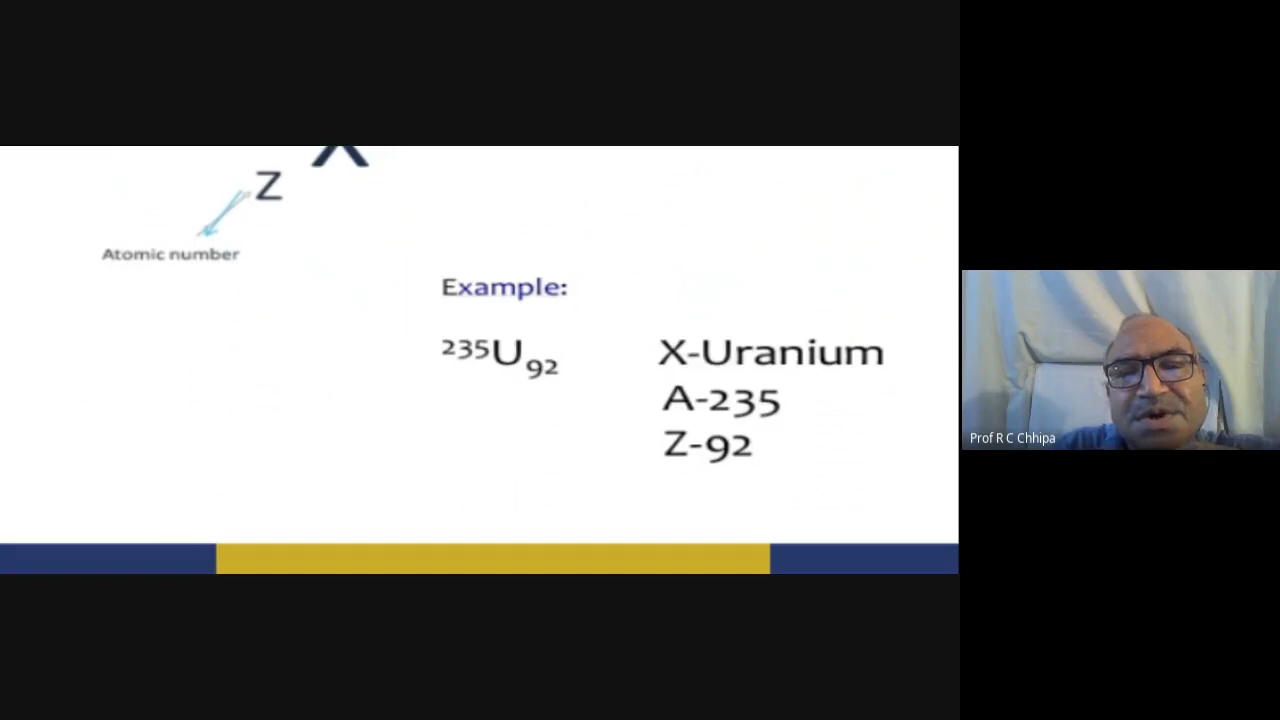 X
Z
Atomic number
Example:
²³⁵U₉₂
X-Uranium
A-235
Z-92
Prof R C Chhipa